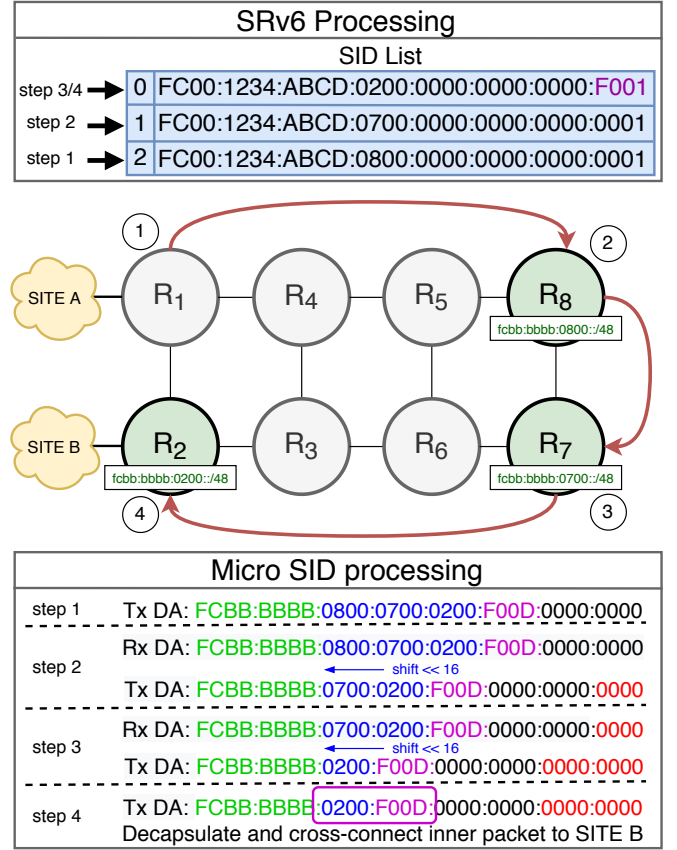 SRv6 Processing
SID List
step 3/4 0 FC00:1234:ABCD:0200:0000:0000:0000:F001
step 2 1 FC00:1234:ABCD:0700:0000:0000:0000:0001
step 1 2 FC00:1234:ABCD:0800:0000:0000:0000:0001
1
2
SITE A R1 R4 R5 R8
fcbb:bbbb:0800::/48
SITE B R2 R3 R6 R7
fcbb:bbbb:0200::/48 fcbb:bbbb:0700::/48
4 3
Micro SID processing
step 1 Tx DA: FCBB:BBBB:0800:0700:0200:F00D:0000:0000
Rx DA: FCBB:BBBB:0800:0700:0200:F00D:0000:0000
step 2 shift << 16
Tx DA: FCBB:BBBB:0700:0200:F00D:0000:0000:0000
Rx DA: FCBB:BBBB:0700:0200:F00D:0000:0000:0000
step 3 shift << 16
Tx DA: FCBB:BBBB:0200:F00D:0000:0000:0000:0000
step 4 Tx DA: FCBB:BBBB:0200:F00D:0000:0000:0000:0000
Decapsulate and cross-connect inner packet to SITE B